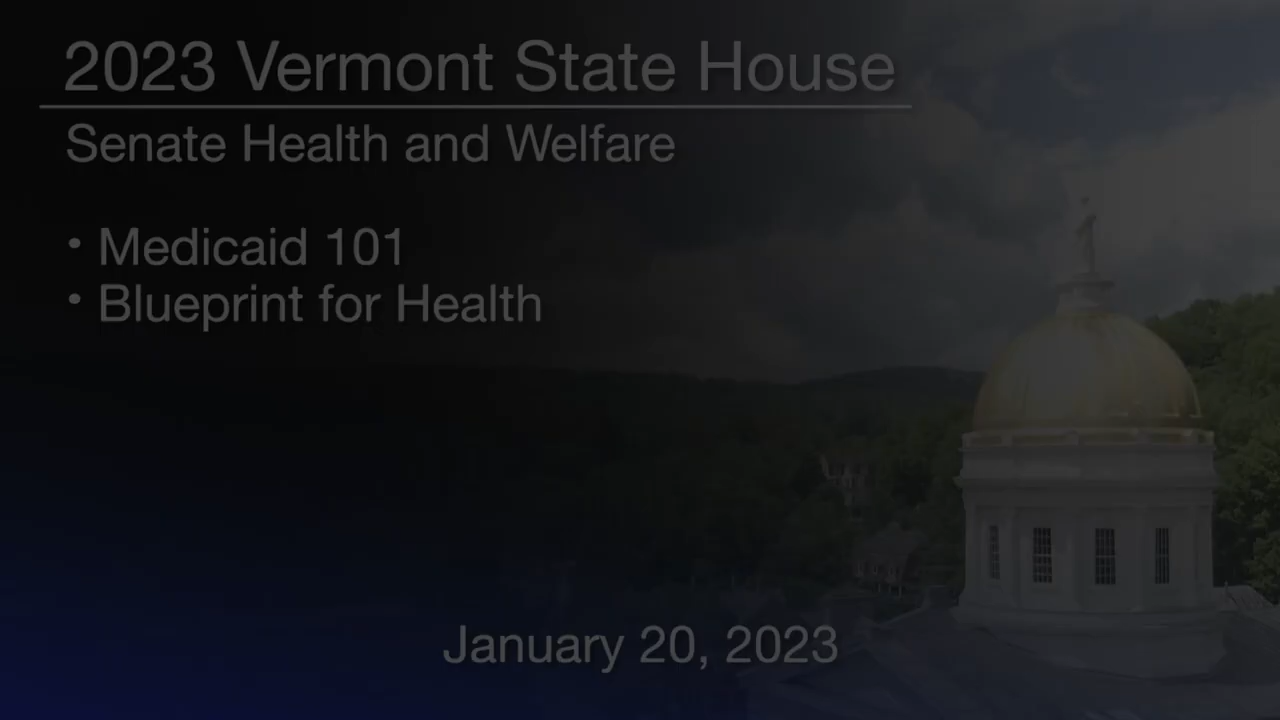 2023 Vermont State House
Senate Health and Welfare
• Medicaid 101
• Blueprint for Health
January 20, 2023